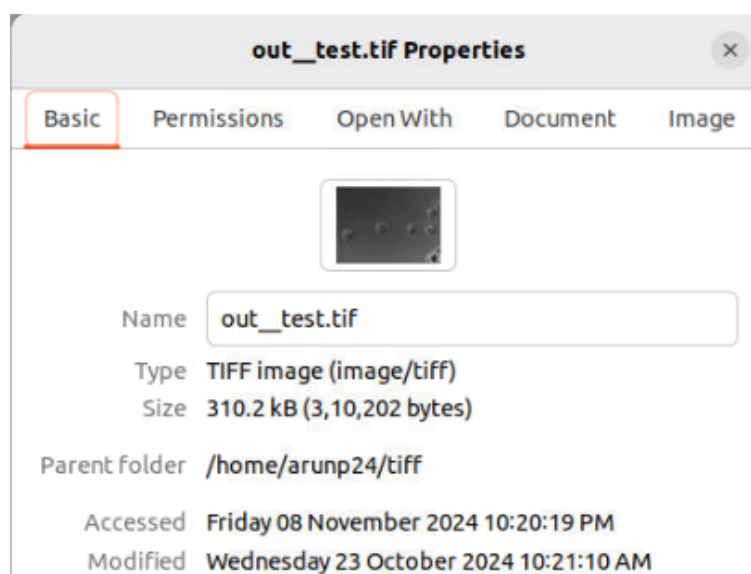 out__test.tif Properties
Basic Permissions Open With Document Image
Name out__test.tif
Type TIFF image (image/tiff)
Size 310.2 kB (3,10,202 bytes)
Parent folder /home/arunp24/tiff
Accessed Friday 08 November 2024 10:20:19 PM
Modified Wednesday 23 October 2024 10:21:10 AM